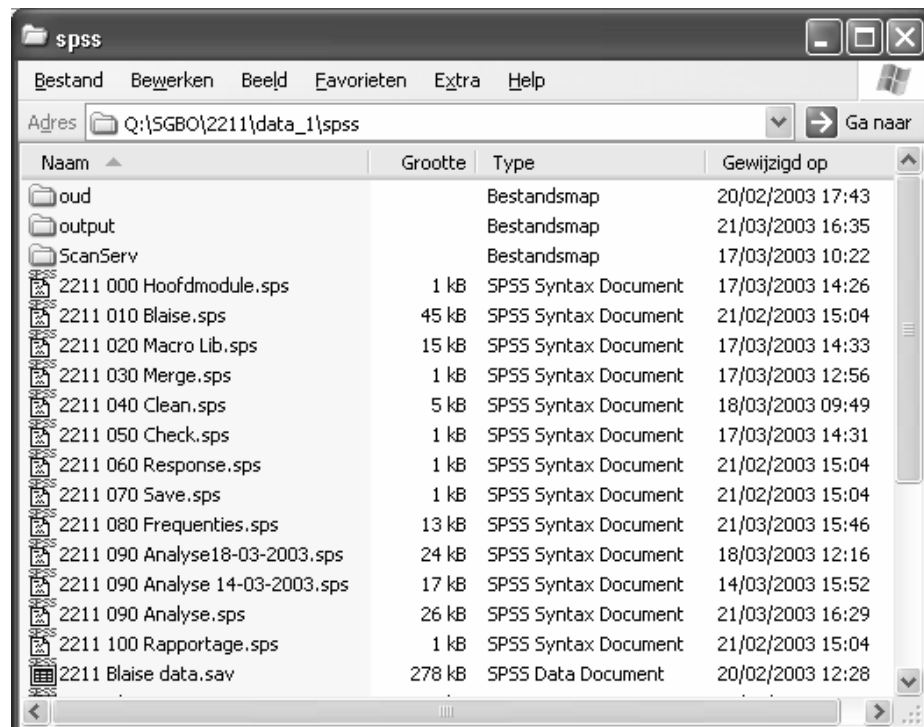 spss
Bestand Bewerken Beeld Favorieten Extra Help
Adres Q:\SGBO\2211\data_1\spss Ga naar
Naam Grootte Type Gewijzigd op
oud Bestandsmap 20/02/2003 17:43
output Bestandsmap 21/03/2003 16:35
ScanServ Bestandsmap 17/03/2003 10:22
2211 000 Hoofdmodule.sps 1 kB SPSS Syntax Document 17/03/2003 14:26
2211 010 Blaise.sps 45 kB SPSS Syntax Document 21/02/2003 15:04
2211 020 Macro Lib.sps 15 kB SPSS Syntax Document 17/03/2003 14:33
2211 030 Merge.sps 1 kB SPSS Syntax Document 17/03/2003 12:56
2211 040 Clean.sps 5 kB SPSS Syntax Document 18/03/2003 09:49
2211 050 Check.sps 1 kB SPSS Syntax Document 17/03/2003 14:31
2211 060 Response.sps 1 kB SPSS Syntax Document 21/02/2003 15:04
2211 070 Save.sps 1 kB SPSS Syntax Document 21/02/2003 15:04
2211 080 Frequenties.sps 13 kB SPSS Syntax Document 21/03/2003 15:46
2211 090 Analyse18-03-2003.sps 24 kB SPSS Syntax Document 18/03/2003 12:16
2211 090 Analyse 14-03-2003.sps 17 kB SPSS Syntax Document 14/03/2003 15:52
2211 090 Analyse.sps 26 kB SPSS Syntax Document 21/03/2003 16:29
2211 100 Rapportage.sps 1 kB SPSS Syntax Document 21/02/2003 15:04
2211 Blaise data.sav 278 kB SPSS Data Document 20/02/2003 12:28